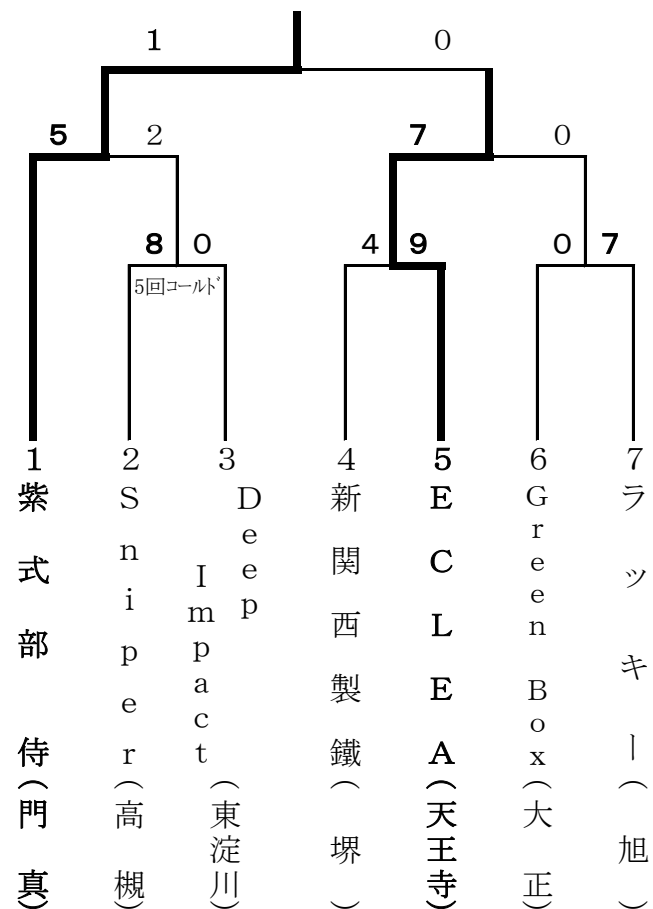 1 0
5 2 7 0
8 0 4 9 0 7
5回コールド
1 2 3 4 5 6 7
紫式部 侍(門真)
Sniper(高槻)
Deep
Impact(東淀川)
新関西製鐵(堺)
ECLEA(天王寺)
Green Box(大正)
ラッキー(旭)